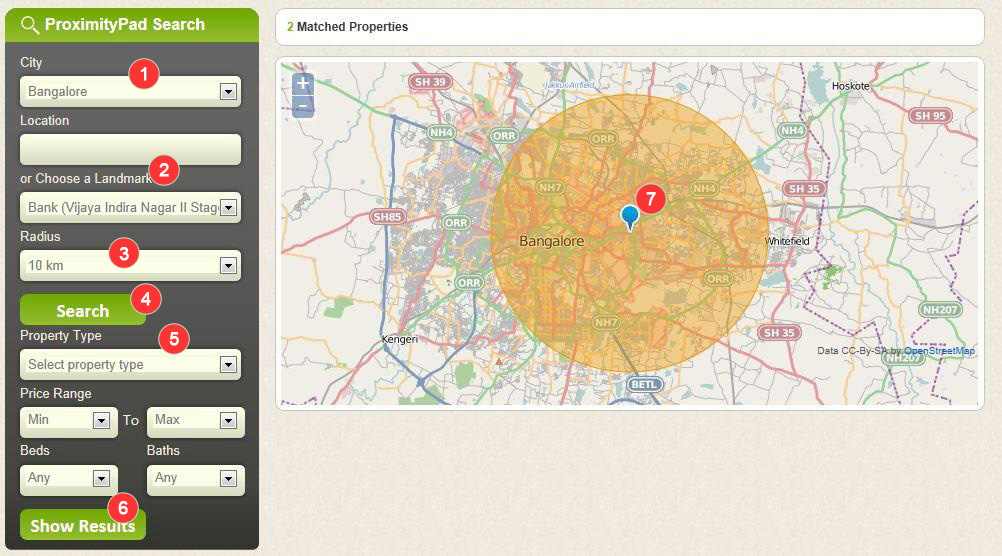 ProximityPad Search
City
1
Bangalore
Location
2
or Choose a Landmark
Bank (Vijaya Indira Nagar II Stag
Radius
3
10 km
4
Search
5
Property Type
Select property type
Price Range
Min To Max
Beds Baths
Any Any
6
Show Results
2 Matched Properties
+
−
SH 39
Jakkur Airfield
Hoskote
SH 95
NH4
ORR
ORR
NH4
NH7
NH4
SH 35
7
SH85
ORR
Bangalore
Whitefield
ORR
ORR
NH207
NH7
SH 35
Kengeri
Data CC-By-SA by OpenStreetMap
NH207
BETL